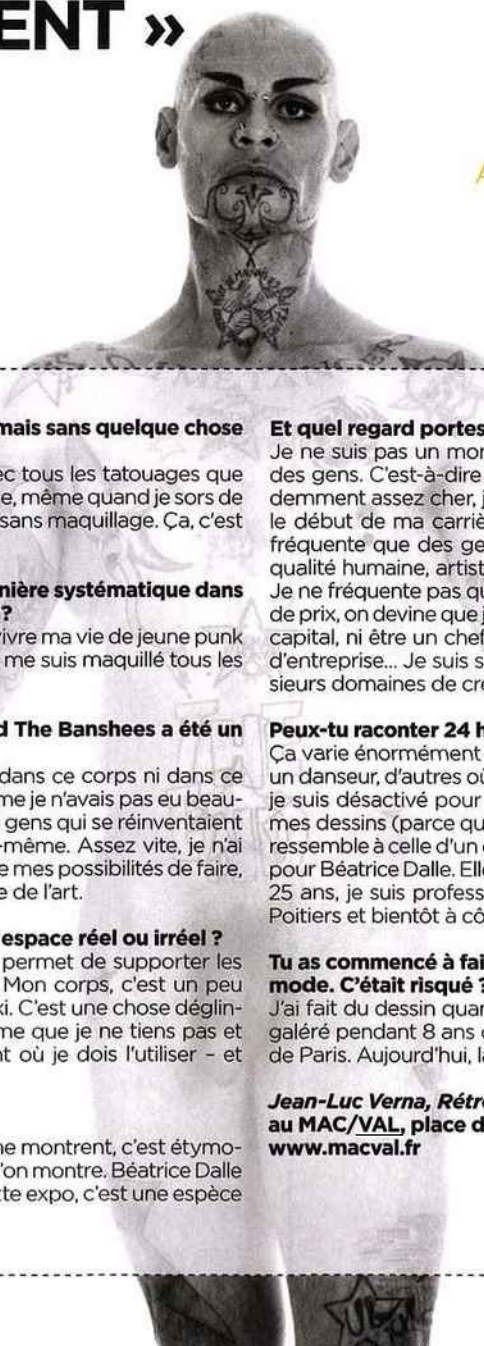 ENT »
A
mais sans quelque chose
ec tous les tatouages que
e, même quand je sors de
sans maquillage. Ça, c'est
nière systématique dans
?
vivre ma vie de jeune punk
me suis maquillé tous les
d The Banshees a été un
dans ce corps ni dans ce
me je n'avais pas eu beau-
gens qui se réinventaient
-même. Assez vite, je n'ai
e mes possibilités de faire,
e de l'art.
espace réel ou irréel ?
permet de supporter les
Mon corps, c'est un peu
ki. C'est une chose déglin-
me que je ne tiens pas et
nt où je dois l'utiliser – et
ne montrent, c'est étymo-
'on montre. Béatrice Dalle
tte expo, c'est une espèce
Et quel regard portes
Je ne suis pas un mon
des gens. C'est-à-dire
demment assez cher, j
le début de ma carriè
fréquente que des ge
qualité humaine, artist
Je ne fréquente pas qu
de prix, on devine que j
capital, ni être un chef
d'entreprise... Je suis s
sieurs domaines de cré
Peux-tu raconter 24 h
Ça varie énormément
un danseur, d'autres où
je suis désactivé pour
mes dessins (parce qu
ressemble à celle d'un
pour Béatrice Dalle. Elle
25 ans, je suis profess
Poitiers et bientôt à cô
Tu as commencé à fai
mode. C'était risqué ?
J'ai fait du dessin quan
galéré pendant 8 ans
de Paris. Aujourd'hui, la
Jean-Luc Verna, Rétro
au MAC/VAL, place d
www.macval.fr